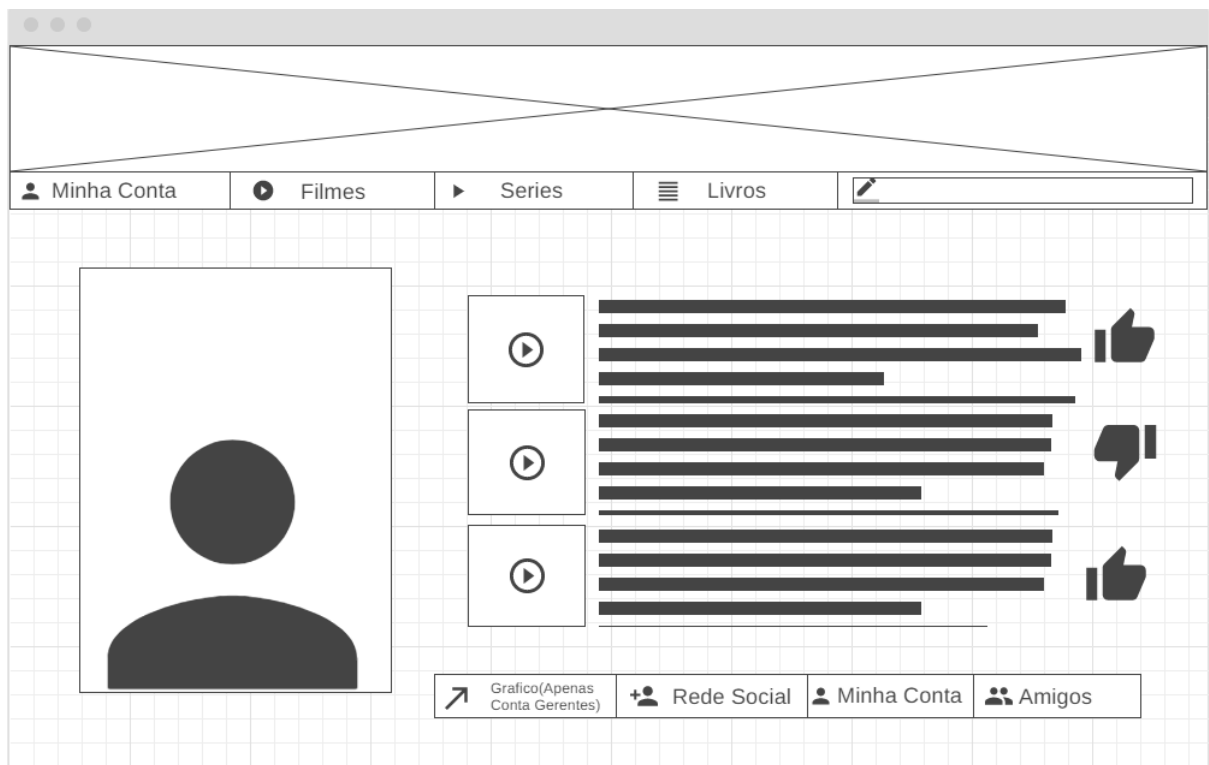 Minha Conta
Filmes
Series
Livros
Grafico(Apenas
Conta Gerentes)
Rede Social
Minha Conta
Amigos